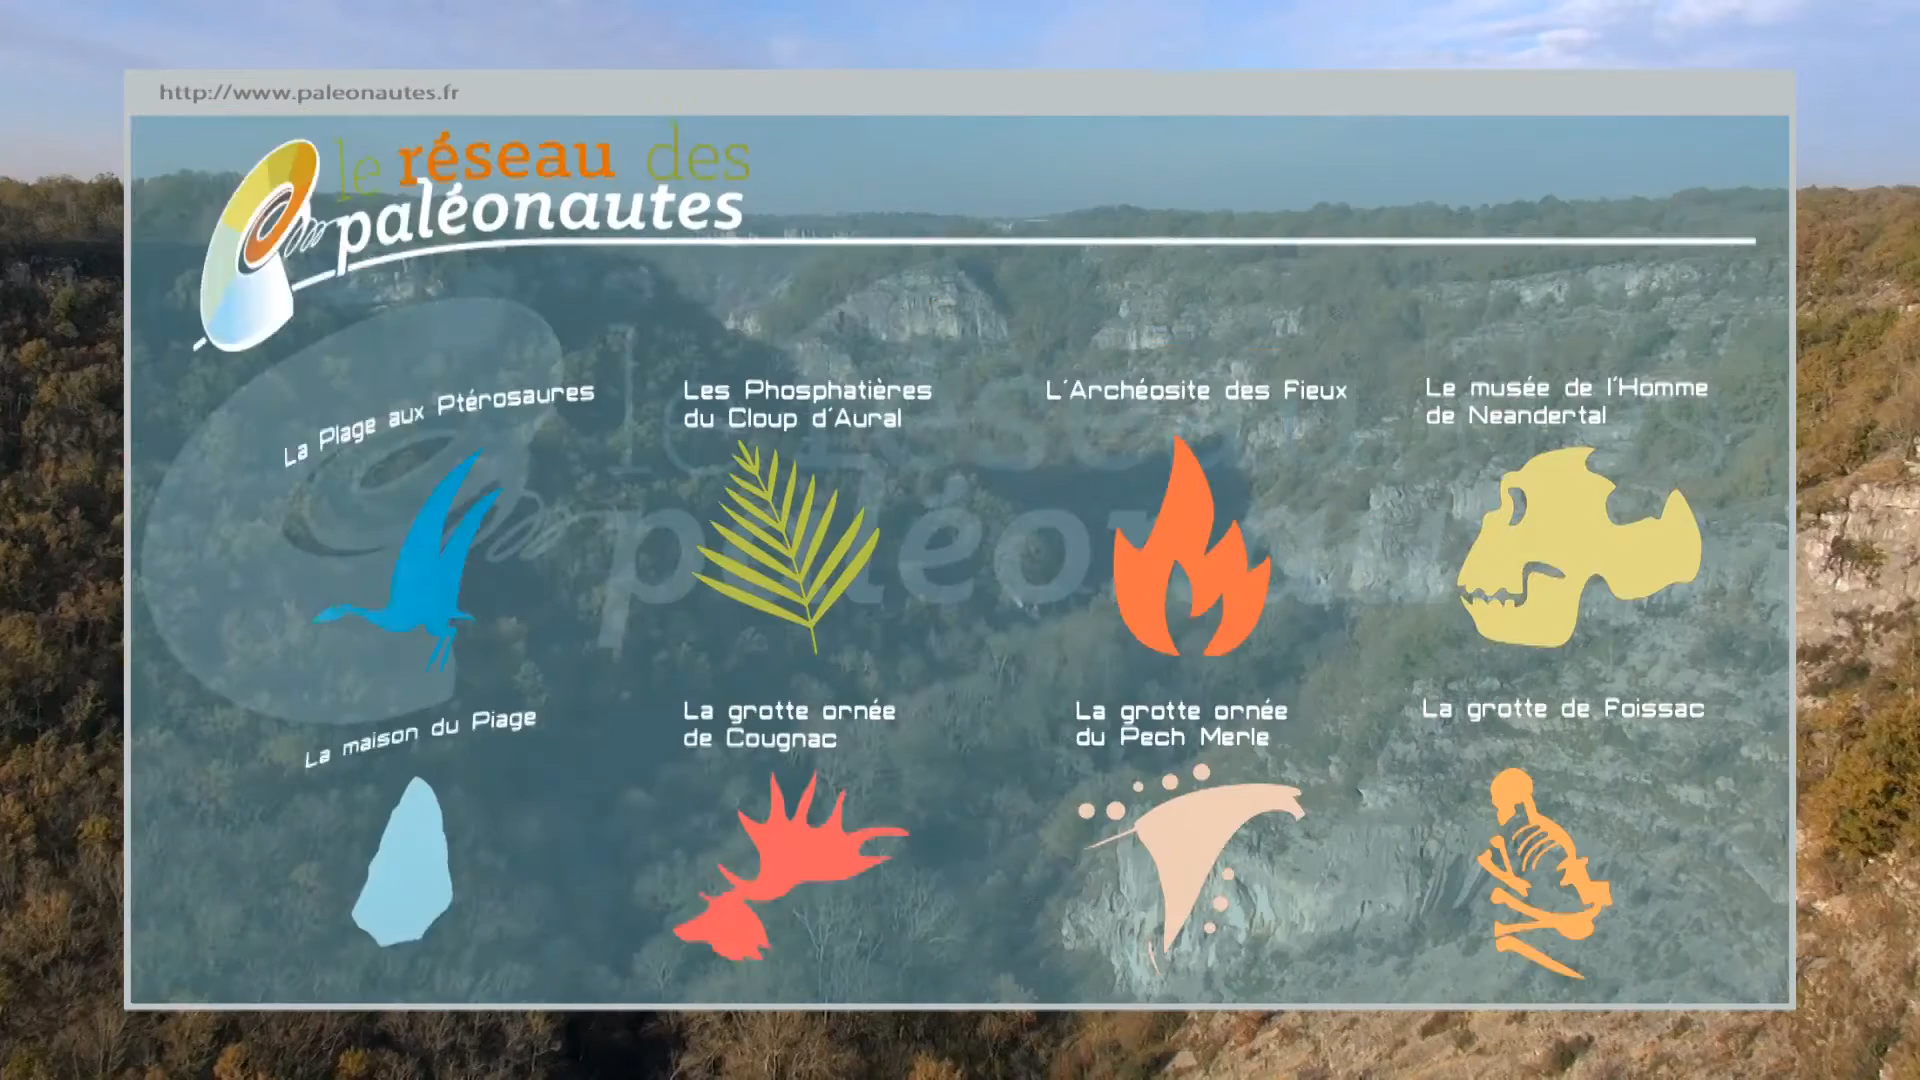 http://www.paleonautes.fr
le réseau des
paléonautes
La Plage aux Ptérosaures
Les Phosphatières
du Cloup d'Aural
L'Archéosite des Fieux
Le musée de l'Homme
de Neandertal
La maison du Piage
La grotte ornée
de Cougnac
La grotte ornée
du Pech Merle
La grotte de Foissac